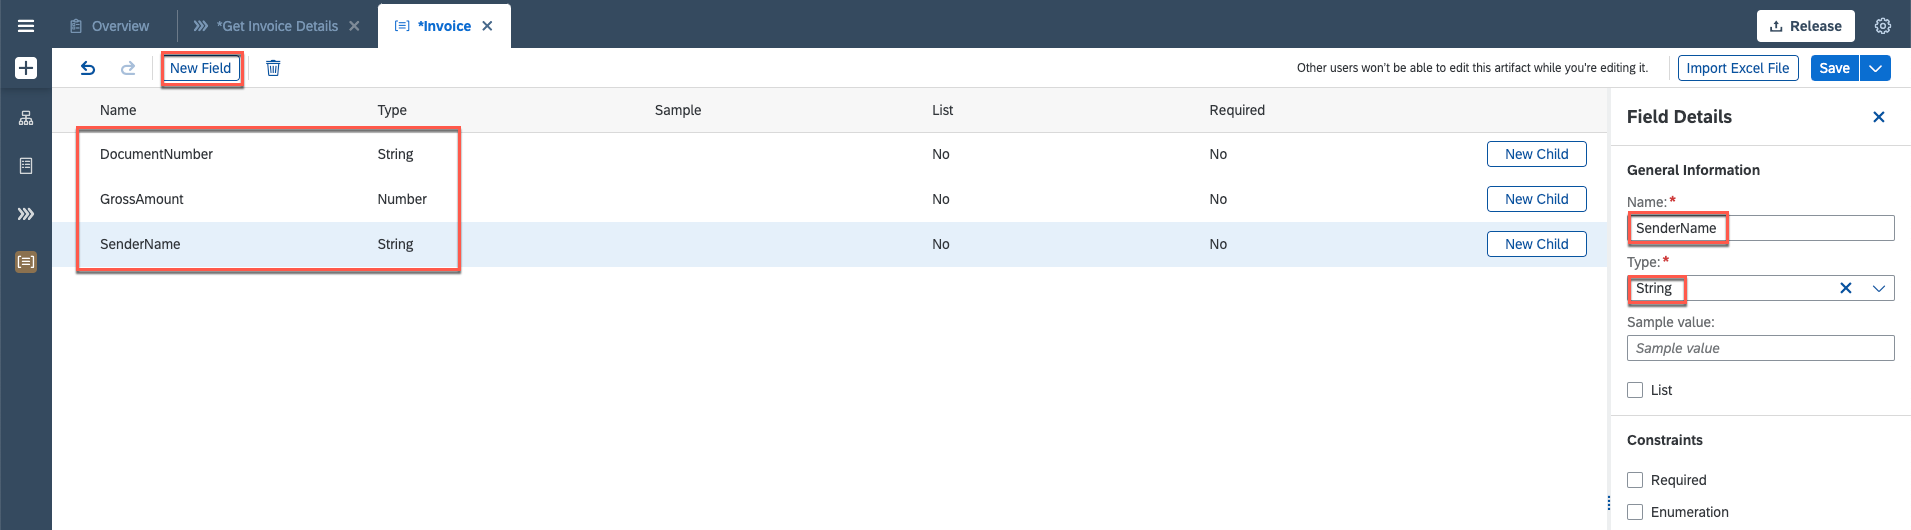 Overview
*Get Invoice Details
*Invoice
Release
New Field
Other users won't be able to edit this artifact while you're editing it.
Import Excel File
Save
Name Type Sample List Required
DocumentNumber String No No New Child
GrossAmount Number No No New Child
SenderName String No No New Child
Field Details
General Information
Name:*
SenderName
Type:*
String
Sample value:
Sample value
List
Constraints
Required
Enumeration